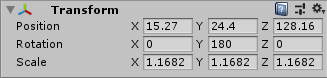 Transform
Position X 15.27 Y 24.4 Z 128.16
Rotation X 0 Y 180 Z 0
Scale X 1.1682 Y 1.1682 Z 1.1682